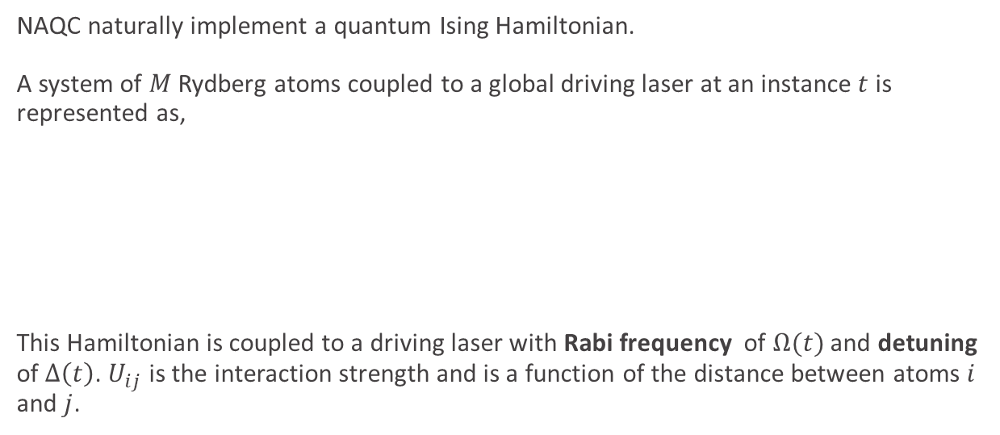 NAQC naturally implement a quantum Ising Hamiltonian.
A system of M Rydberg atoms coupled to a global driving laser at an instance t is
represented as,
This Hamiltonian is coupled to a driving laser with Rabi frequency of Ω(t) and detuning
of Δ(t). U_{ij} is the interaction strength and is a function of the distance between atoms i
and j.